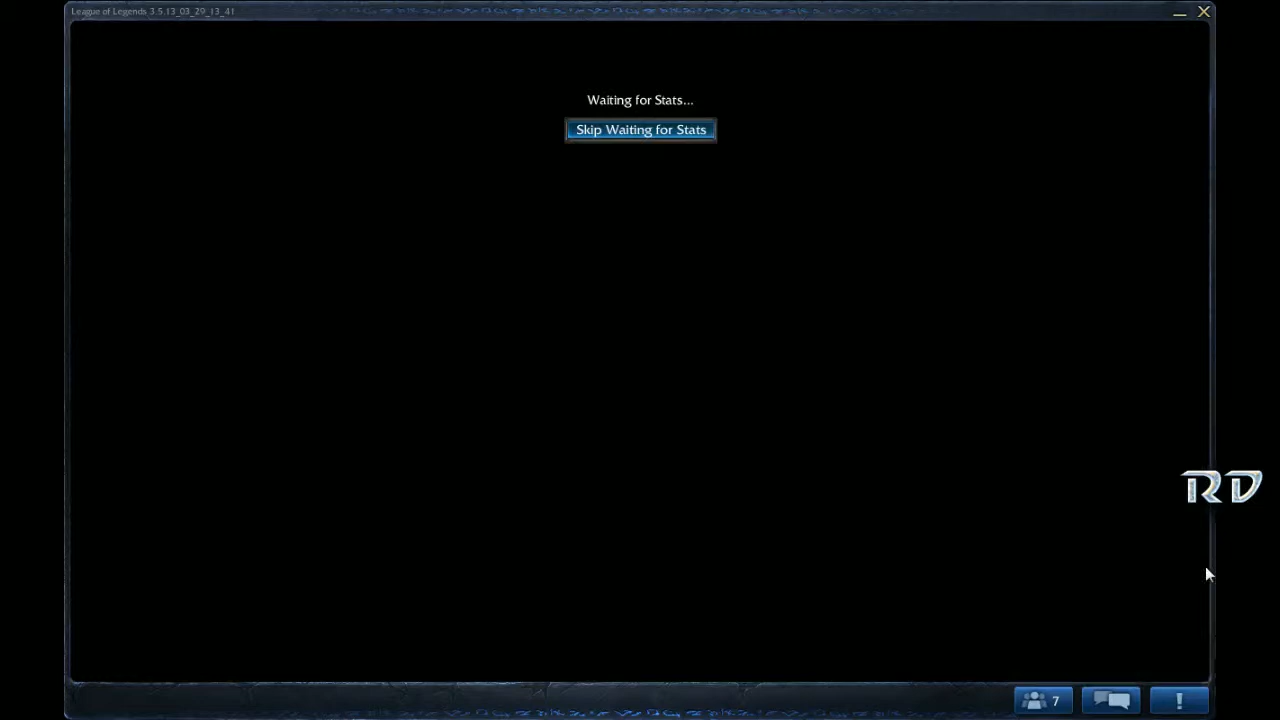 League of Legends 3.5.13_03_29_13_41
Waiting for Stats...
Skip Waiting for Stats
RD
7
!